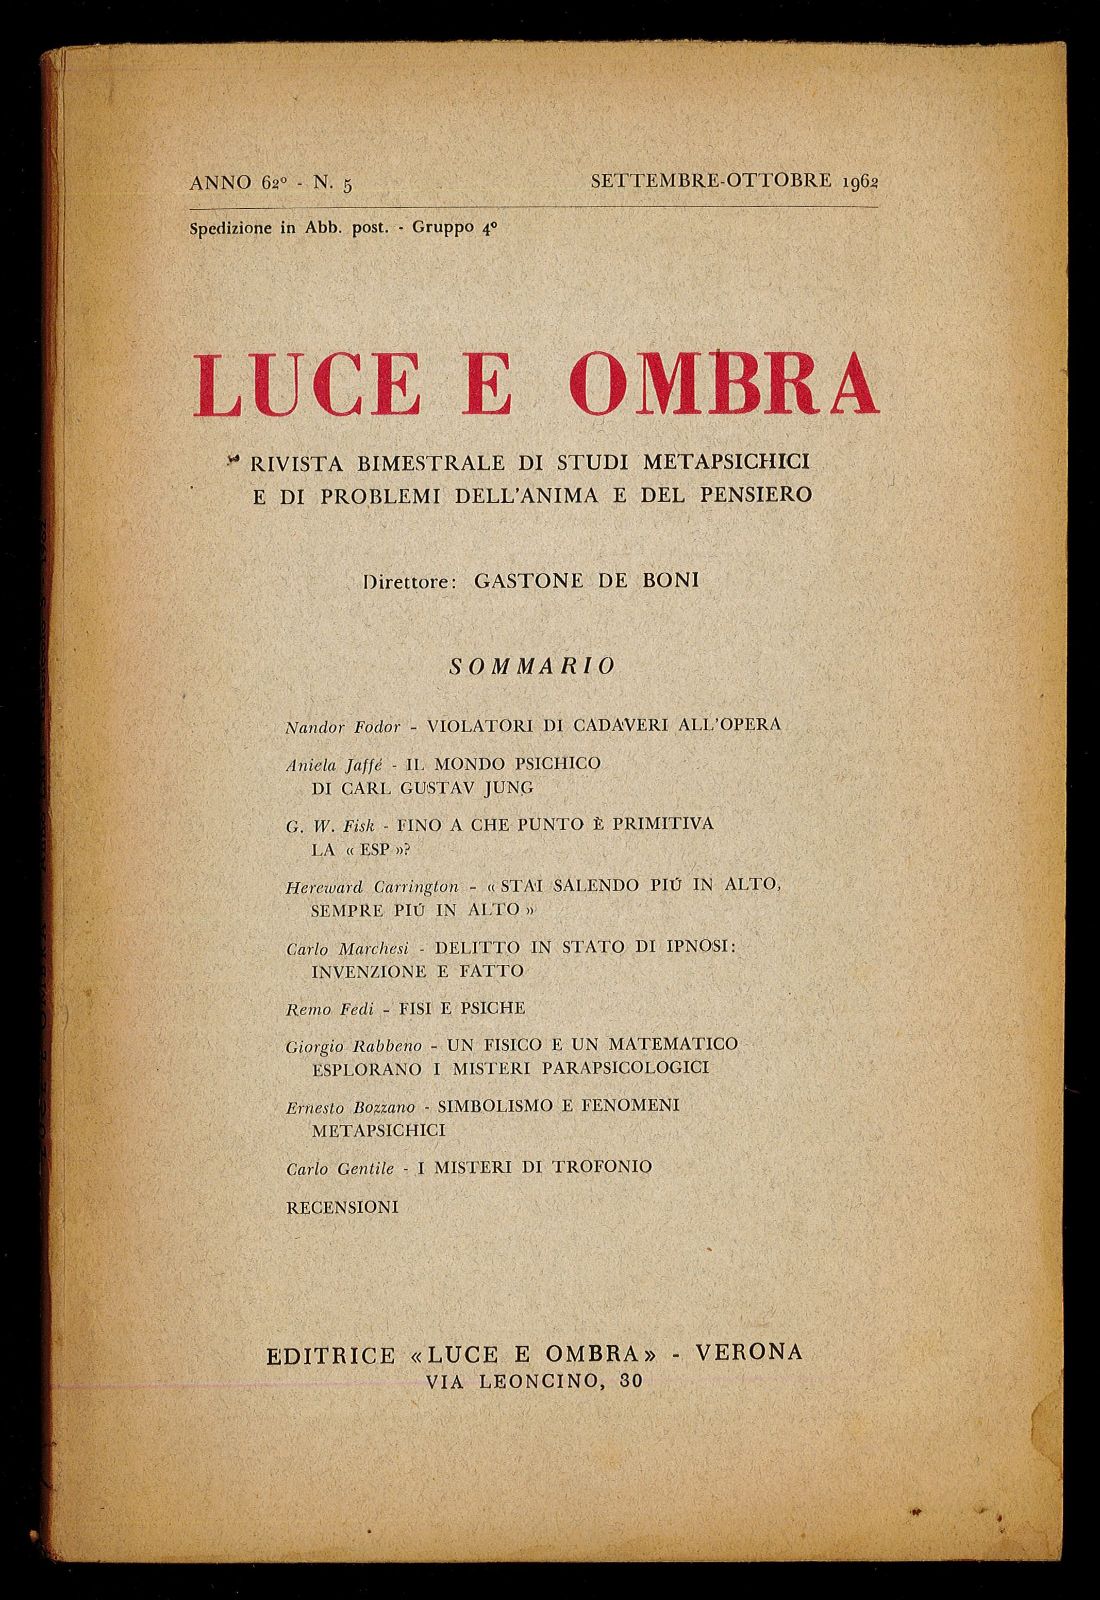 ANNO 62º - N. 5
SETTEMBRE-OTTOBRE 1962
Spedizione in Abb. post. - Gruppo 4º
LUCE E OMBRA
RIVISTA BIMESTRALE DI STUDI METAPSICHICI
E DI PROBLEMI DELL'ANIMA E DEL PENSIERO
Direttore: GASTONE DE BONI
SOMMARIO
Nandor Fodor - VIOLATORI DI CADAVERI ALL'OPERA
Aniela Jaffé - IL MONDO PSICHICO
DI CARL GUSTAV JUNG
G. W. Fisk - FINO A CHE PUNTO È PRIMITIVA
LA « ESP »?
Hereward Carrington - « STAI SALENDO PIÚ IN ALTO,
SEMPRE PIÚ IN ALTO »
Carlo Marchesi - DELITTO IN STATO DI IPNOSI:
INVENZIONE E FATTO
Remo Fedi - FISI E PSICHE
Giorgio Rabbeno - UN FISICO E UN MATEMATICO
ESPLORANO I MISTERI PARAPSICOLOGICI
Ernesto Bozzano - SIMBOLISMO E FENOMENI
METAPSICHICI
Carlo Gentile - I MISTERI DI TROFONIO
RECENSIONI
EDITRICE «LUCE E OMBRA» - VERONA
VIA LEONCINO, 30